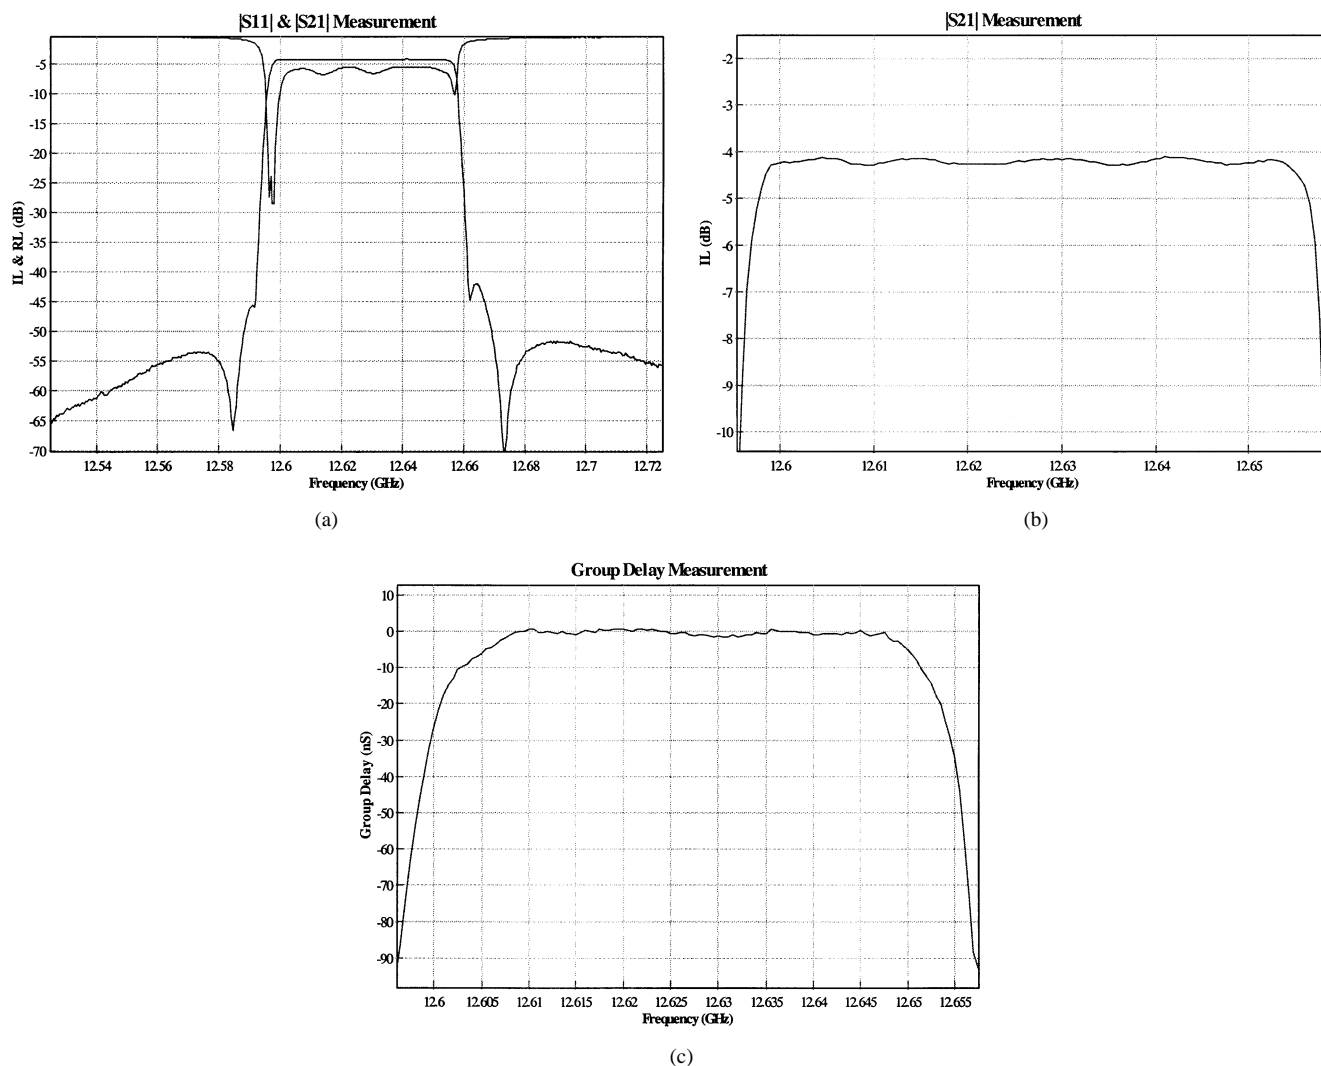 |S11| & |S21| Measurement
IL & RL (dB)
-5
-10
-15
-20
-25
-30
-35
-40
-45
-50
-55
-60
-65
-70
12.54 12.56 12.58 12.6 12.62 12.64 12.66 12.68 12.7 12.72
Frequency (GHz)
(a)
|S21| Measurement
IL (dB)
-2
-3
-4
-5
-6
-7
-8
-9
-10
12.6 12.61 12.62 12.63 12.64 12.65
Frequency (GHz)
(b)
Group Delay Measurement
Group Delay (nS)
10
0
-10
-20
-30
-40
-50
-60
-70
-80
-90
12.6 12.605 12.61 12.615 12.62 12.625 12.63 12.635 12.64 12.645 12.65 12.655
Frequency (GHz)
(c)